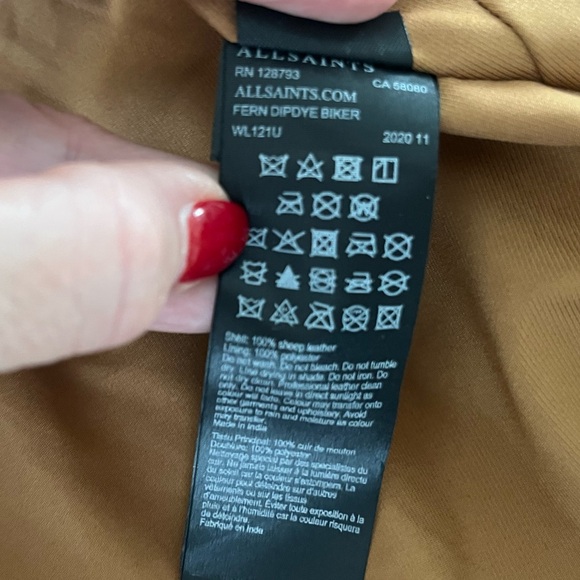 ALLSAINTS
RN 128793 CA 58080
ALLSAINTS.COM
FERN DIPDYE BIKER
WL121U 2020 11
Shell: 100% sheep leather
Lining: 100% polyester
Do not wash. Do not bleach. Do not tumble
dry. Line drying in shade. Do not iron. Do
not dry clean. Professional leather clean
only. Do not leave in direct sunlight as
colour will fade. Colour may transfer onto
other garments and upholstery. Avoid
exposure to rain and moisture as colour
may transfer.
Made in India
Tissu Principal: 100% cuir de mouton
Doublure: 100% polyester
Nettoyage spécial par des spécialistes du
cuir. Ne jamais laisser à la lumière directe
du soleil car la couleur s'estompera. La
couleur peut déteindre sur d'autres
vêtements ou sur les tissus
d'ameublement. Éviter toute exposition à la
pluie et à l'humidité car la couleur risquera
de déteindre.
Fabriqué en Inde